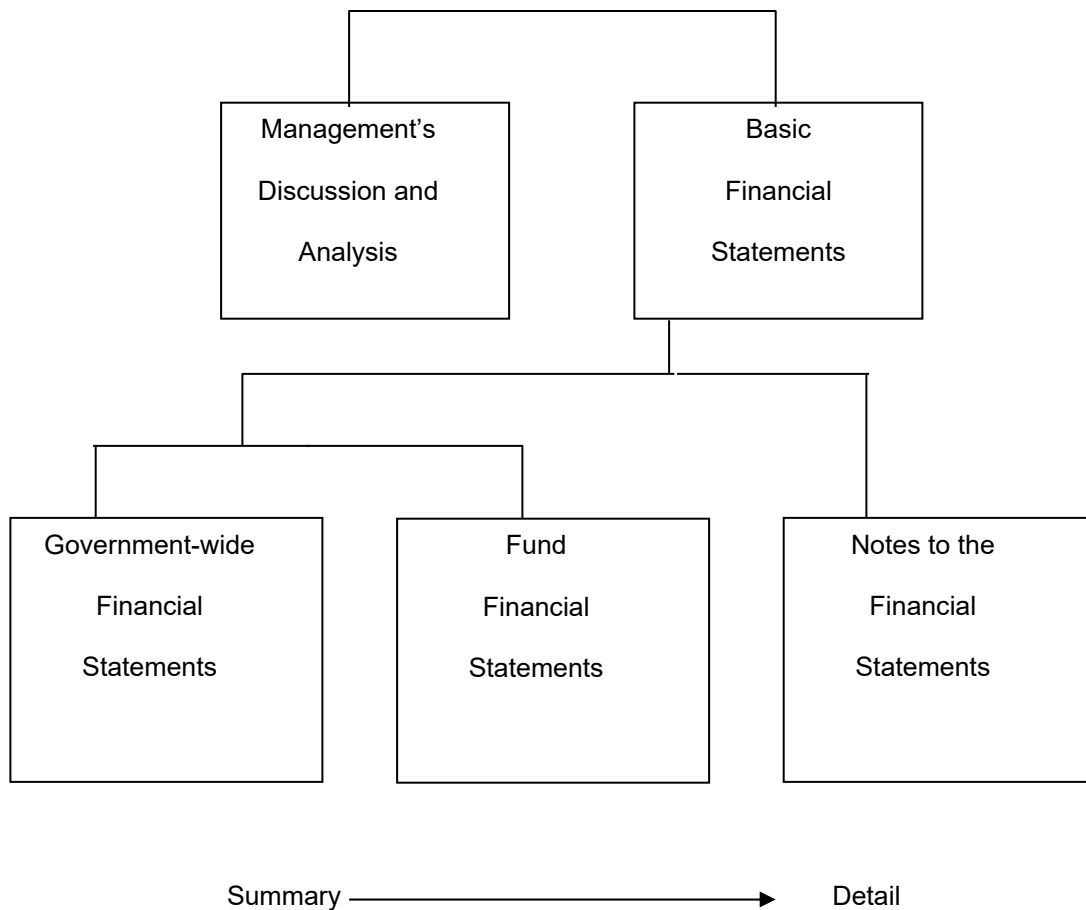 Management’s
Discussion and
Analysis
Basic
Financial
Statements
Government-wide
Financial
Statements
Fund
Financial
Statements
Notes to the
Financial
Statements
Summary
Detail